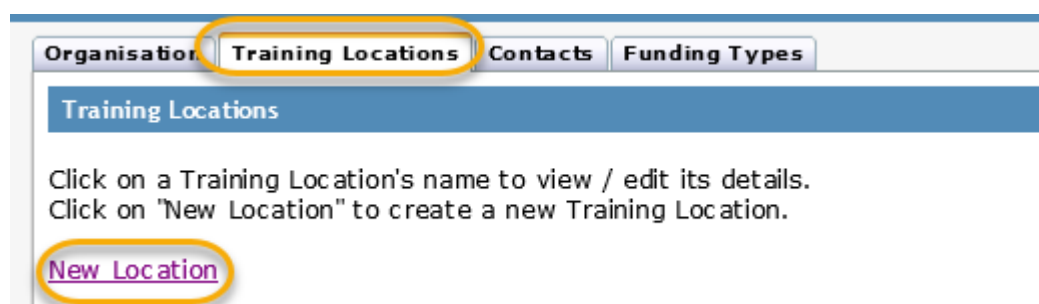 Organisation Training Locations Contacts Funding Types
Training Locations
Click on a Training Location's name to view / edit its details.
Click on "New Location" to create a new Training Location.
New Location